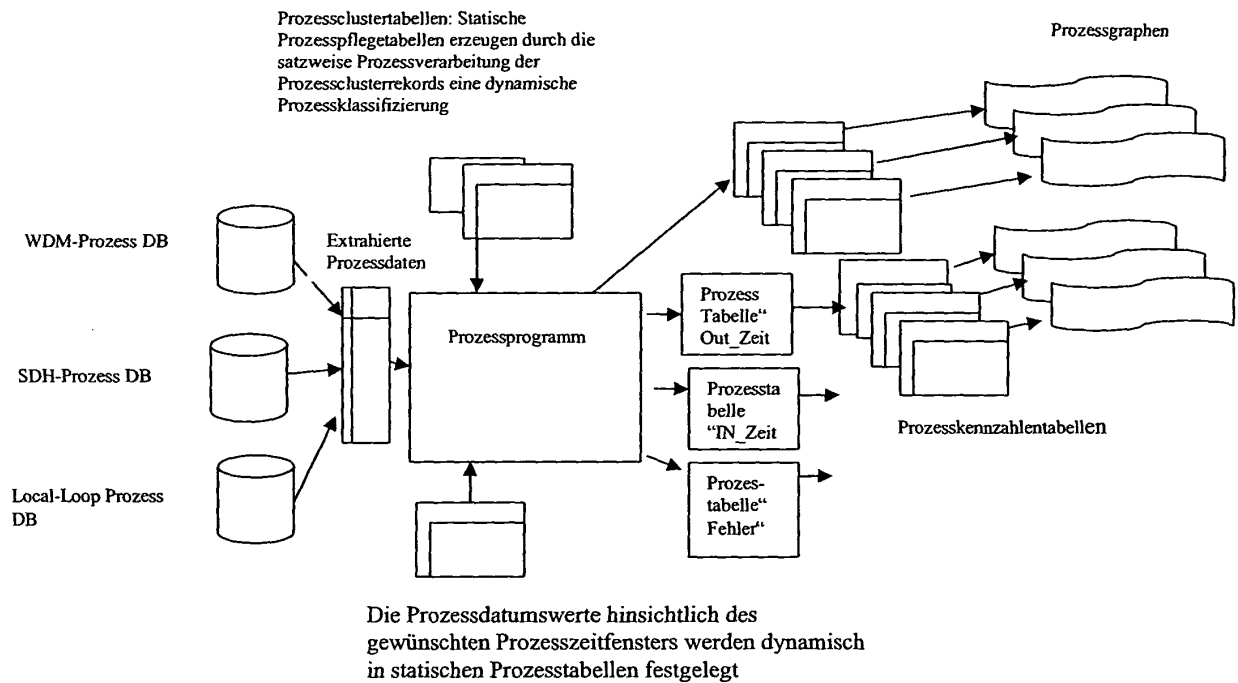 Prozessclustertabellen: Statische
Prozesspflegetabellen erzeugen durch die
satzweise Prozessverarbeitung der
Prozessclusterrekords eine dynamische
Prozessklassifizierung
Prozessgraphen
WDM-Prozess DB
Extrahierte
Prozessdaten
Prozessprogramm
Prozess
Tabelle“
Out_Zeit
SDH-Prozess DB
Prozessta
belle
“IN_Zeit
Prozesskennzahlentabellen
Local-Loop Prozess
DB
Prozes-
tabelle“
Fehler“
Die Prozessdatumswerte hinsichtlich des
gewünschten Prozesszeitfensters werden dynamisch
in statischen Prozesstabellen festgelegt